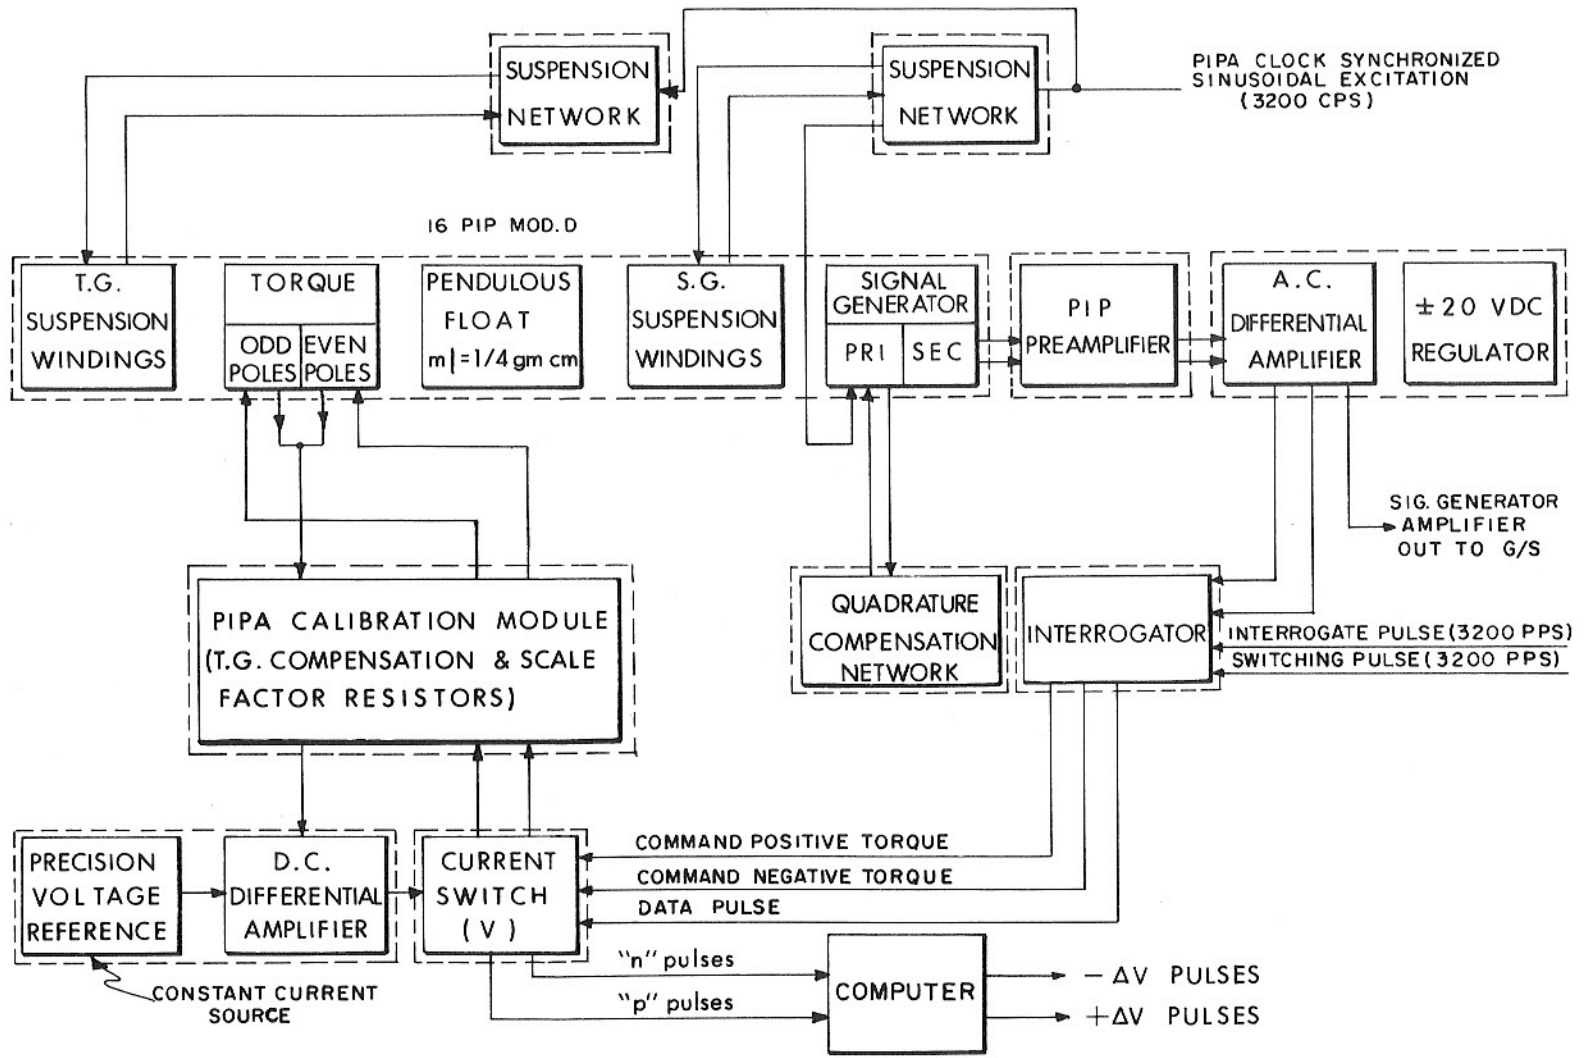 SUSPENSION
NETWORK
SUSPENSION
NETWORK
PIPA CLOCK SYNCHRONIZED
SINUSOIDAL EXCITATION
(3200 CPS)
16 PIP MOD. D
T.G.
SUSPENSION
WINDINGS
TORQUE
ODD
POLES
EVEN
POLES
PENDULOUS
FLOAT
ml=1/4 gm cm
S.G.
SUSPENSION
WINDINGS
SIGNAL
GENERATOR
PRI
SEC
PIP
PREAMPLIFIER
A.C.
DIFFERENTIAL
AMPLIFIER
±20 VDC
REGULATOR
SIG. GENERATOR
AMPLIFIER
OUT TO G/S
PIPA CALIBRATION MODULE
(T.G. COMPENSATION & SCALE
FACTOR RESISTORS)
QUADRATURE
COMPENSATION
NETWORK
INTERROGATOR
INTERROGATE PULSE (3200 PPS)
SWITCHING PULSE (3200 PPS)
PRECISION
VOLTAGE
REFERENCE
D.C.
DIFFERENTIAL
AMPLIFIER
CURRENT
SWITCH
(V)
COMMAND POSITIVE TORQUE
COMMAND NEGATIVE TORQUE
DATA PULSE
"n" pulses
"p" pulses
COMPUTER
− ΔV PULSES
+ΔV PULSES
CONSTANT CURRENT
SOURCE